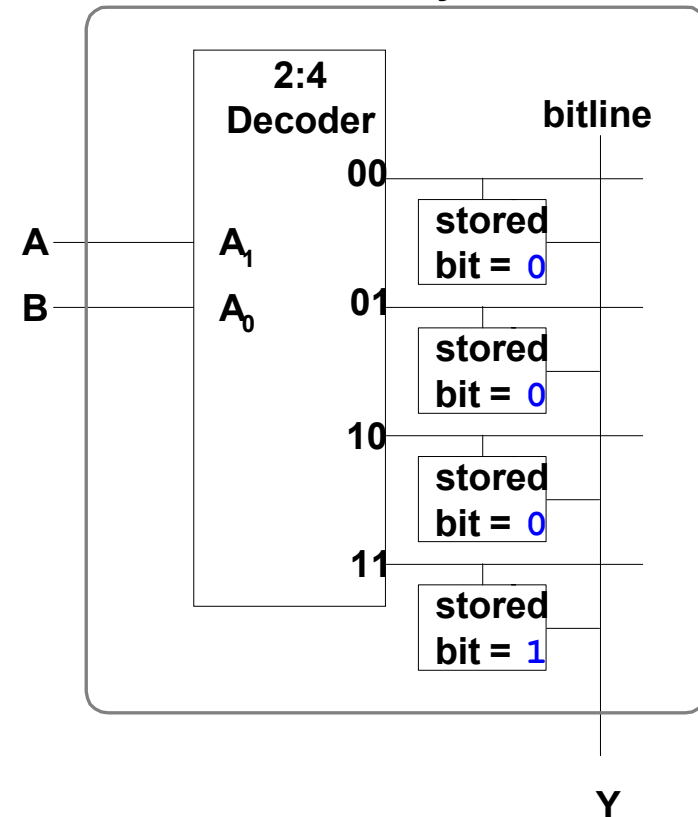 2:4
Decoder
bitline
00
stored
bit = 0
A
A1
B
A0
01
stored
bit = 0
10
stored
bit = 0
11
stored
bit = 1
Y